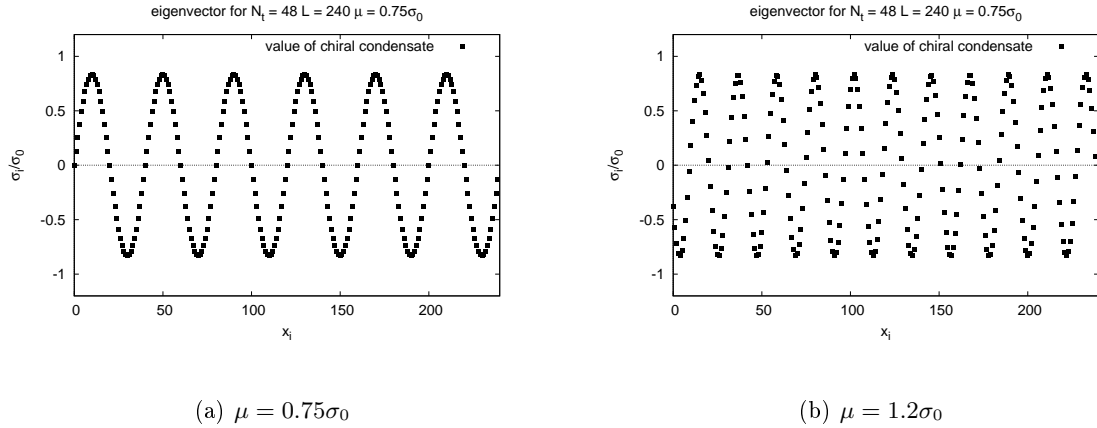 eigenvector for N_t = 48 L = 240 μ = 0.75σ_0
value of chiral condensate
1
0.5
0
-0.5
-1
σ_i/σ_0
0 50 100 150 200
x_i
(a) μ = 0.75σ_0
eigenvector for N_t = 48 L = 240 μ = 0.75σ_0
value of chiral condensate
1
0.5
0
-0.5
-1
σ_i/σ_0
0 50 100 150 200
x_i
(b) μ = 1.2σ_0